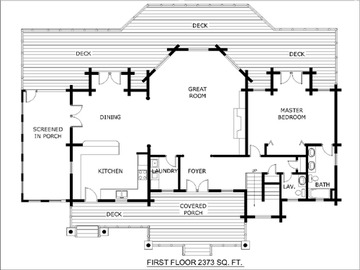 DECK
DECK
DECK
GREAT
ROOM
MASTER
BEDROOM
DINING
SCREENED
IN PORCH
KITCHEN
LAUNDRY
FOYER
LAV.
BATH
COVERED
PORCH
DECK
FIRST FLOOR 2373 SQ. FT.